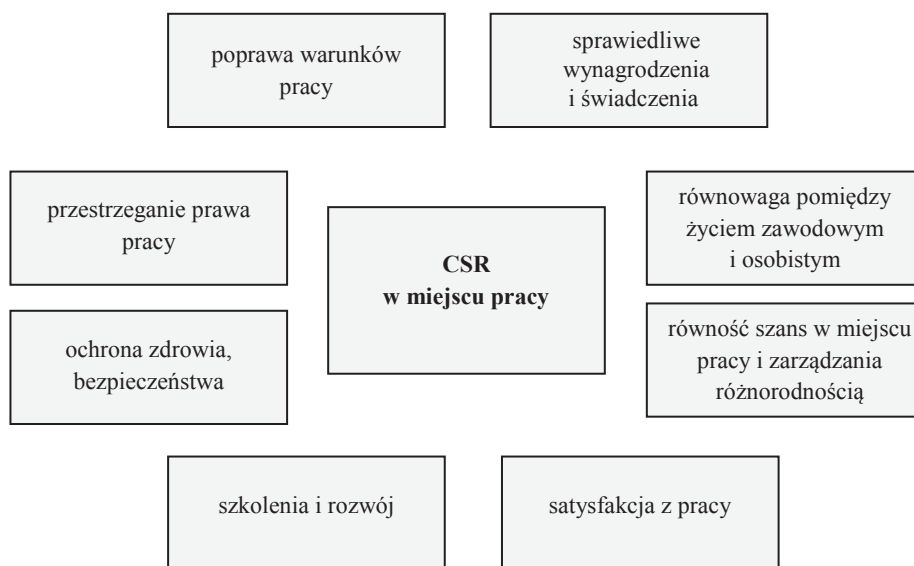 poprawa warunków
pracy
sprawiedliwe
wynagrodzenia
i świadczenia
przestrzeganie prawa
pracy
CSR
w miejscu pracy
równowaga pomiędzy
życiem zawodowym
i osobistym
ochrona zdrowia,
bezpieczeństwa
równość szans w miejscu
pracy i zarządzania
różnorodnością
szkolenia i rozwój
satysfakcja z pracy